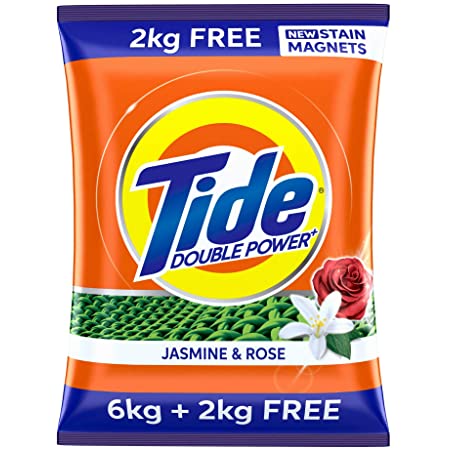 2kg FREE
NEW STAIN
MAGNETS
Tide®
DOUBLE POWER+
JASMINE & ROSE
6kg + 2kg FREE